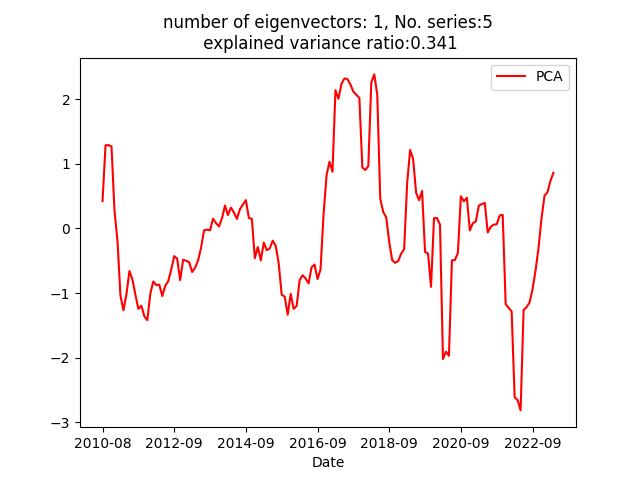 number of eigenvectors: 1, No. series:5
explained variance ratio:0.341
PCA
2
1
0
−1
−2
−3
2010-08 2012-09 2014-09 2016-09 2018-09 2020-09 2022-09
Date